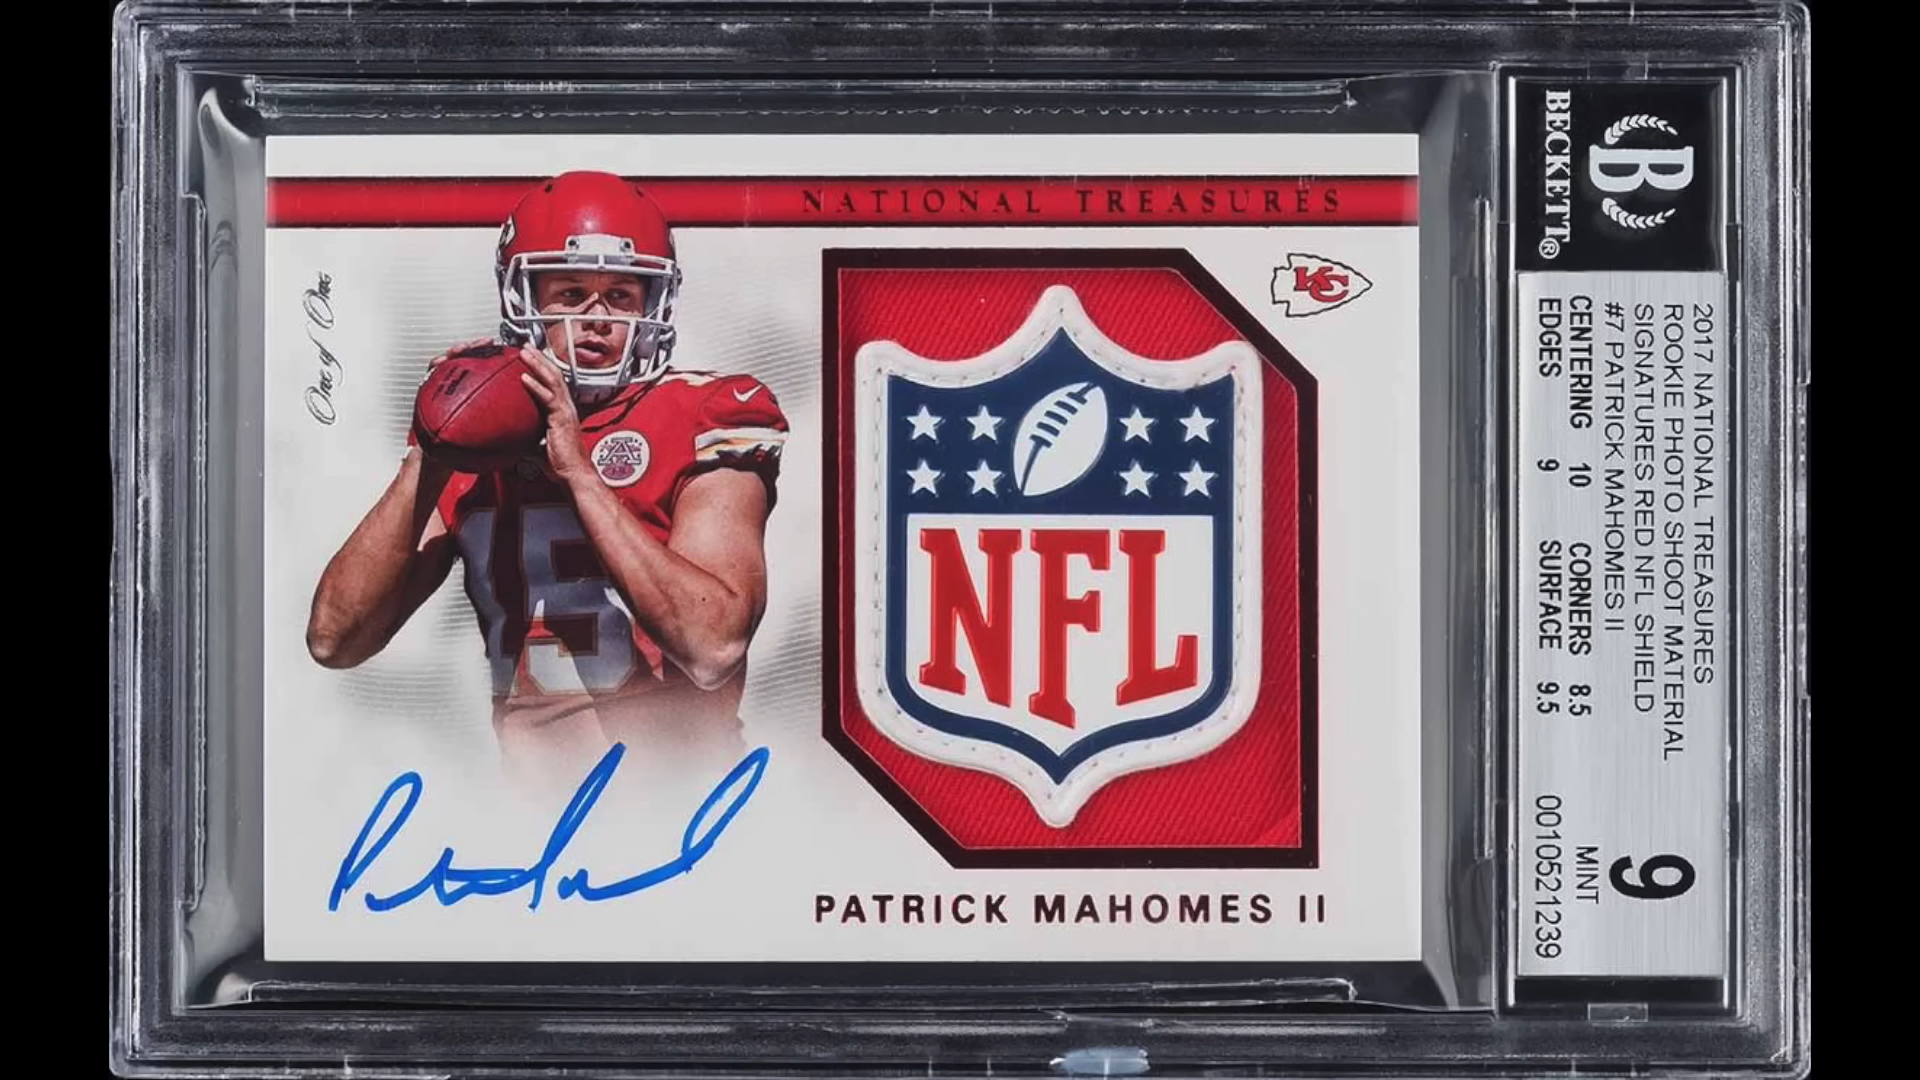 NATIONAL TREASURES
One of One
KC
15
NFL
PATRICK MAHOMES II
BECKETT®
B
2017 NATIONAL TREASURES
ROOKIE PHOTO SHOOT MATERIAL
SIGNATURES RED NFL SHIELD
#7 PATRICK MAHOMES II
CENTERING 10 CORNERS 8.5
EDGES 9 SURFACE 9.5
9
MINT
0010521239